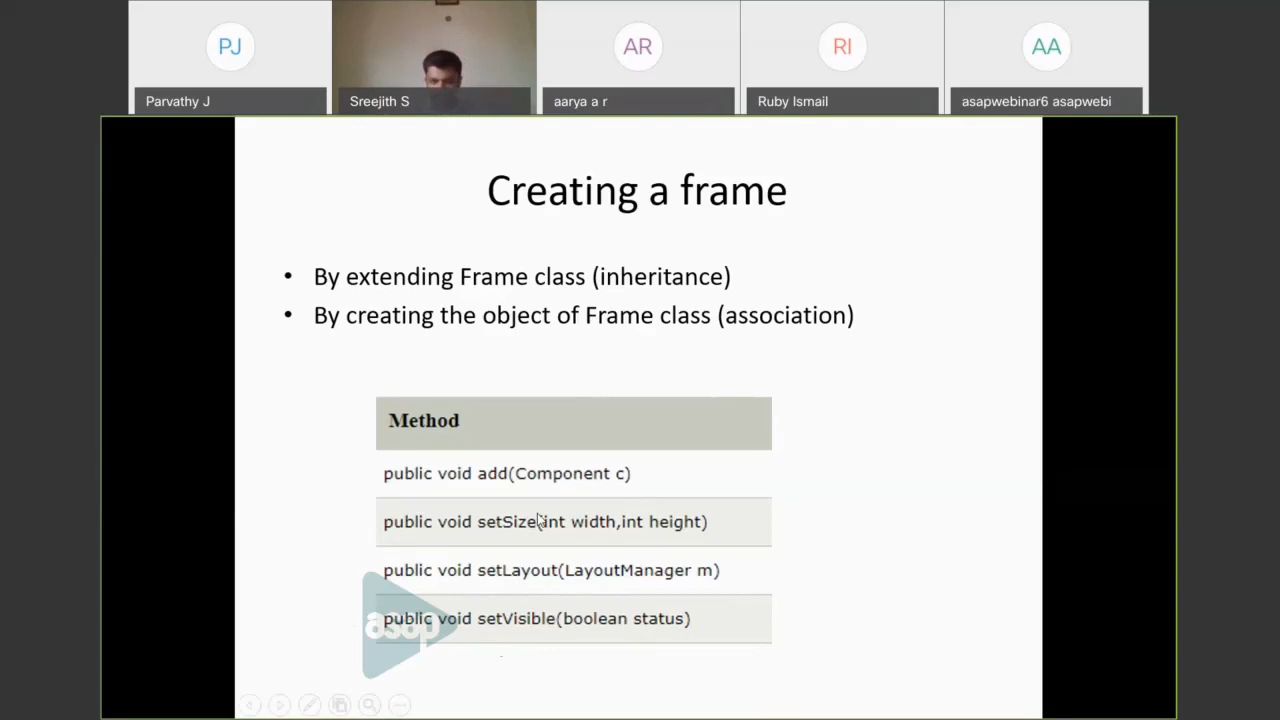 PJ
AR
RI
AA
Parvathy J
Sreejith S
aarya a r
Ruby Ismail
asapwebinar6 asapwebi
Creating a frame
• By extending Frame class (inheritance)
• By creating the object of Frame class (association)
Method
public void add(Component c)
public void setSize(int width,int height)
public void setLayout(LayoutManager m)
public void setVisible(boolean status)
asap